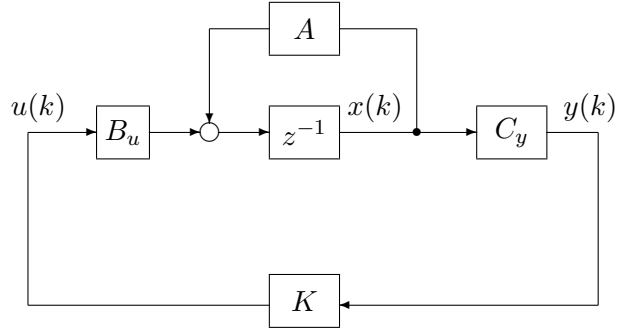 A
u(k)
x(k)
y(k)
B_u
z^{-1}
C_y
K